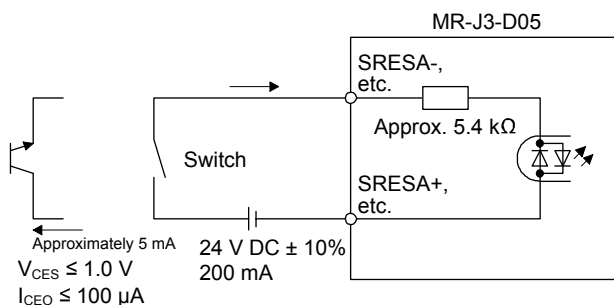 MR-J3-D05
SRESA-,
etc.
Approx. 5.4 kΩ
Switch
SRESA+,
etc.
Approximately 5 mA
24 V DC ± 10%
200 mA
V_CES ≤ 1.0 V
I_CEO ≤ 100 µA